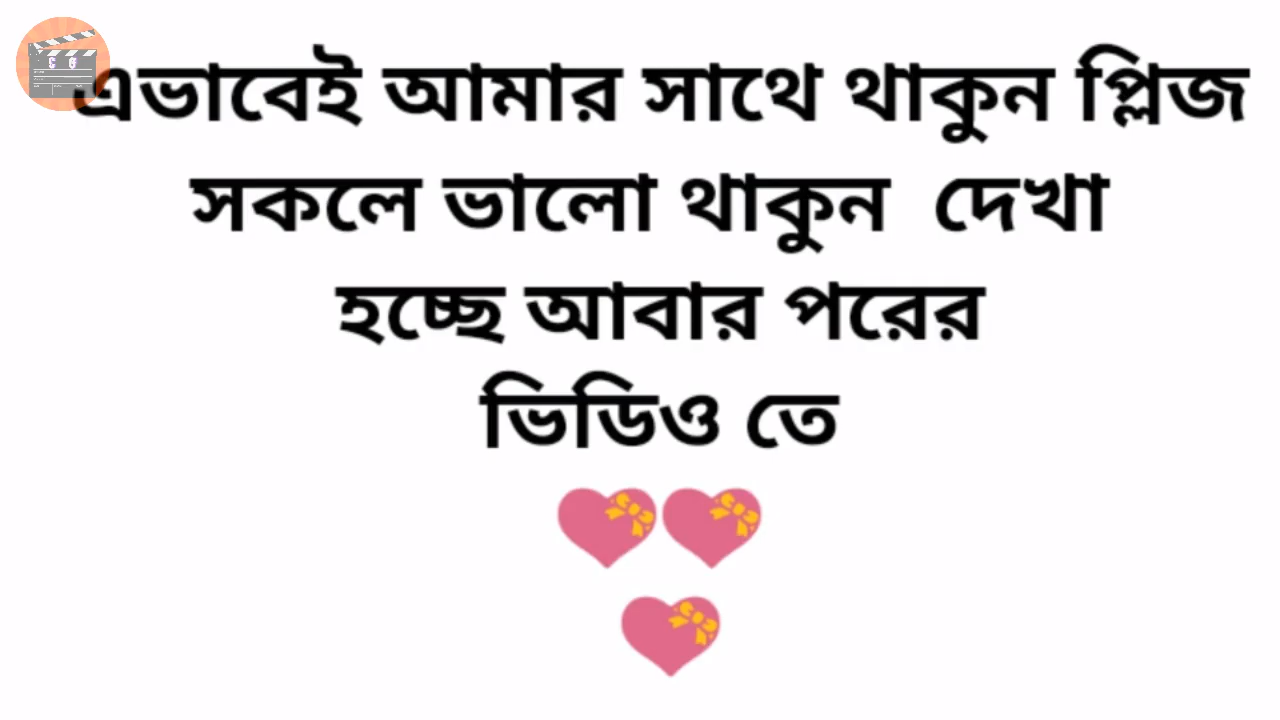 এভাবেই আমার সাথে থাকুন প্লিজ
সকলে ভালো থাকুন দেখা
হচ্ছে আবার পরের
ভিডিও তে